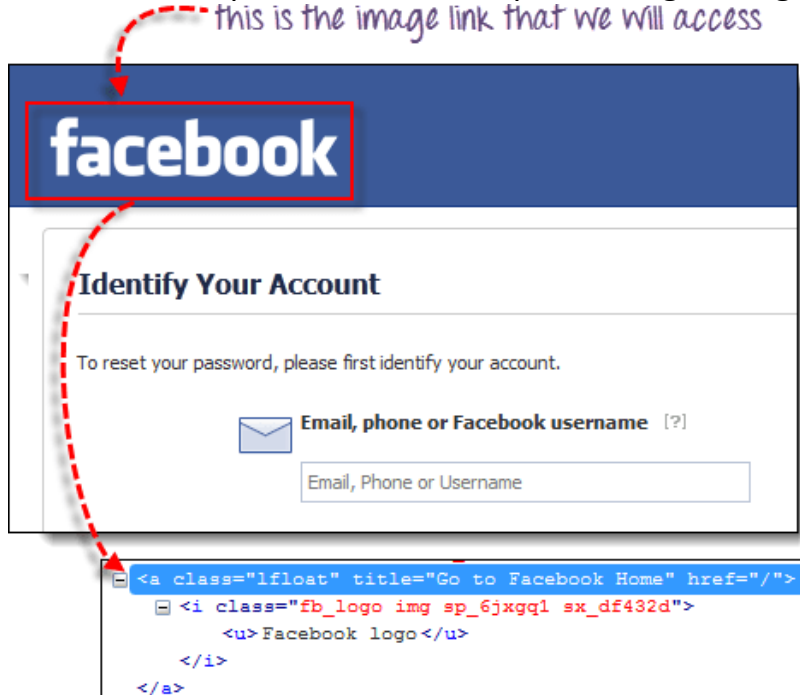 this is the image link that we will access
facebook
Identify Your Account
To reset your password, please first identify your account.
Email, phone or Facebook username [?]
Email, Phone or Username
<a class="lfloat" title="Go to Facebook Home" href="/">
<i class="fb_logo img sp_6jxgq1 sx_df432d">
<u>Facebook logo</u>
</i>
</a>